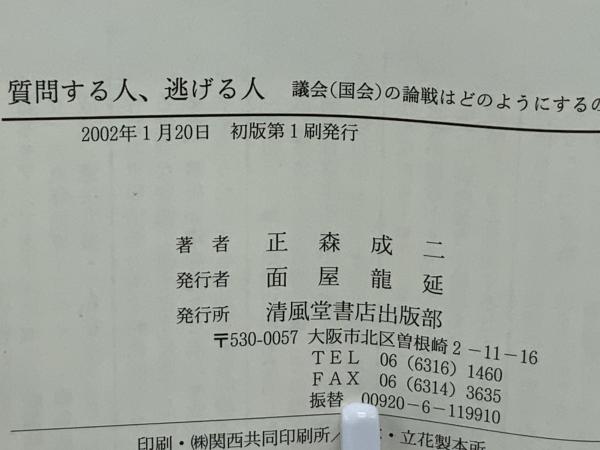 質問する人、逃げる人 議会(国会)の論戦はどのようにするの
2002年1月20日 初版第1刷発行
著者 正森成二
発行者 面屋龍延
発行所 清風堂書店出版部
〒530-0057 大阪市北区曽根崎2-11-16
TEL 06(6316)1460
FAX 06(6314)3635
振替 00920-6-119910
印刷・㈱関西共同印刷所/ ・立花製本所